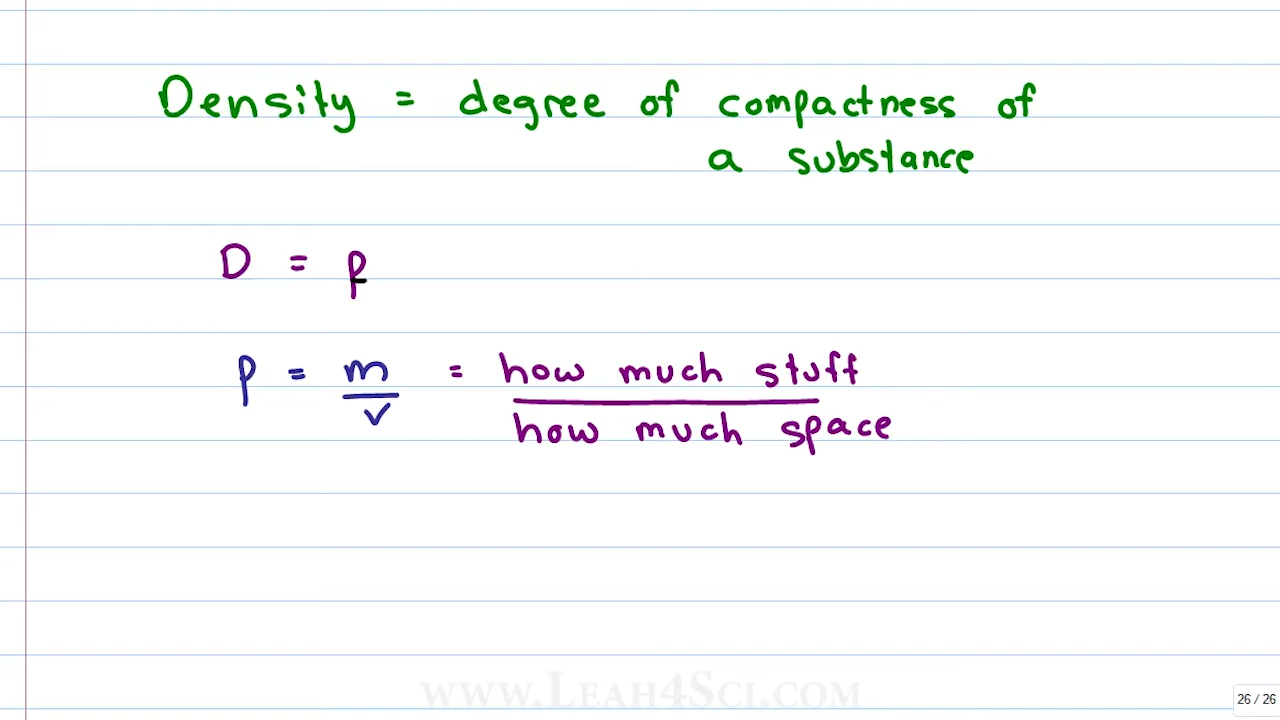 Density = degree of compactness of
a substance
D = ρ
ρ = m/v = how much stuff / how much space
www.Leah4Sci.com
26 / 26